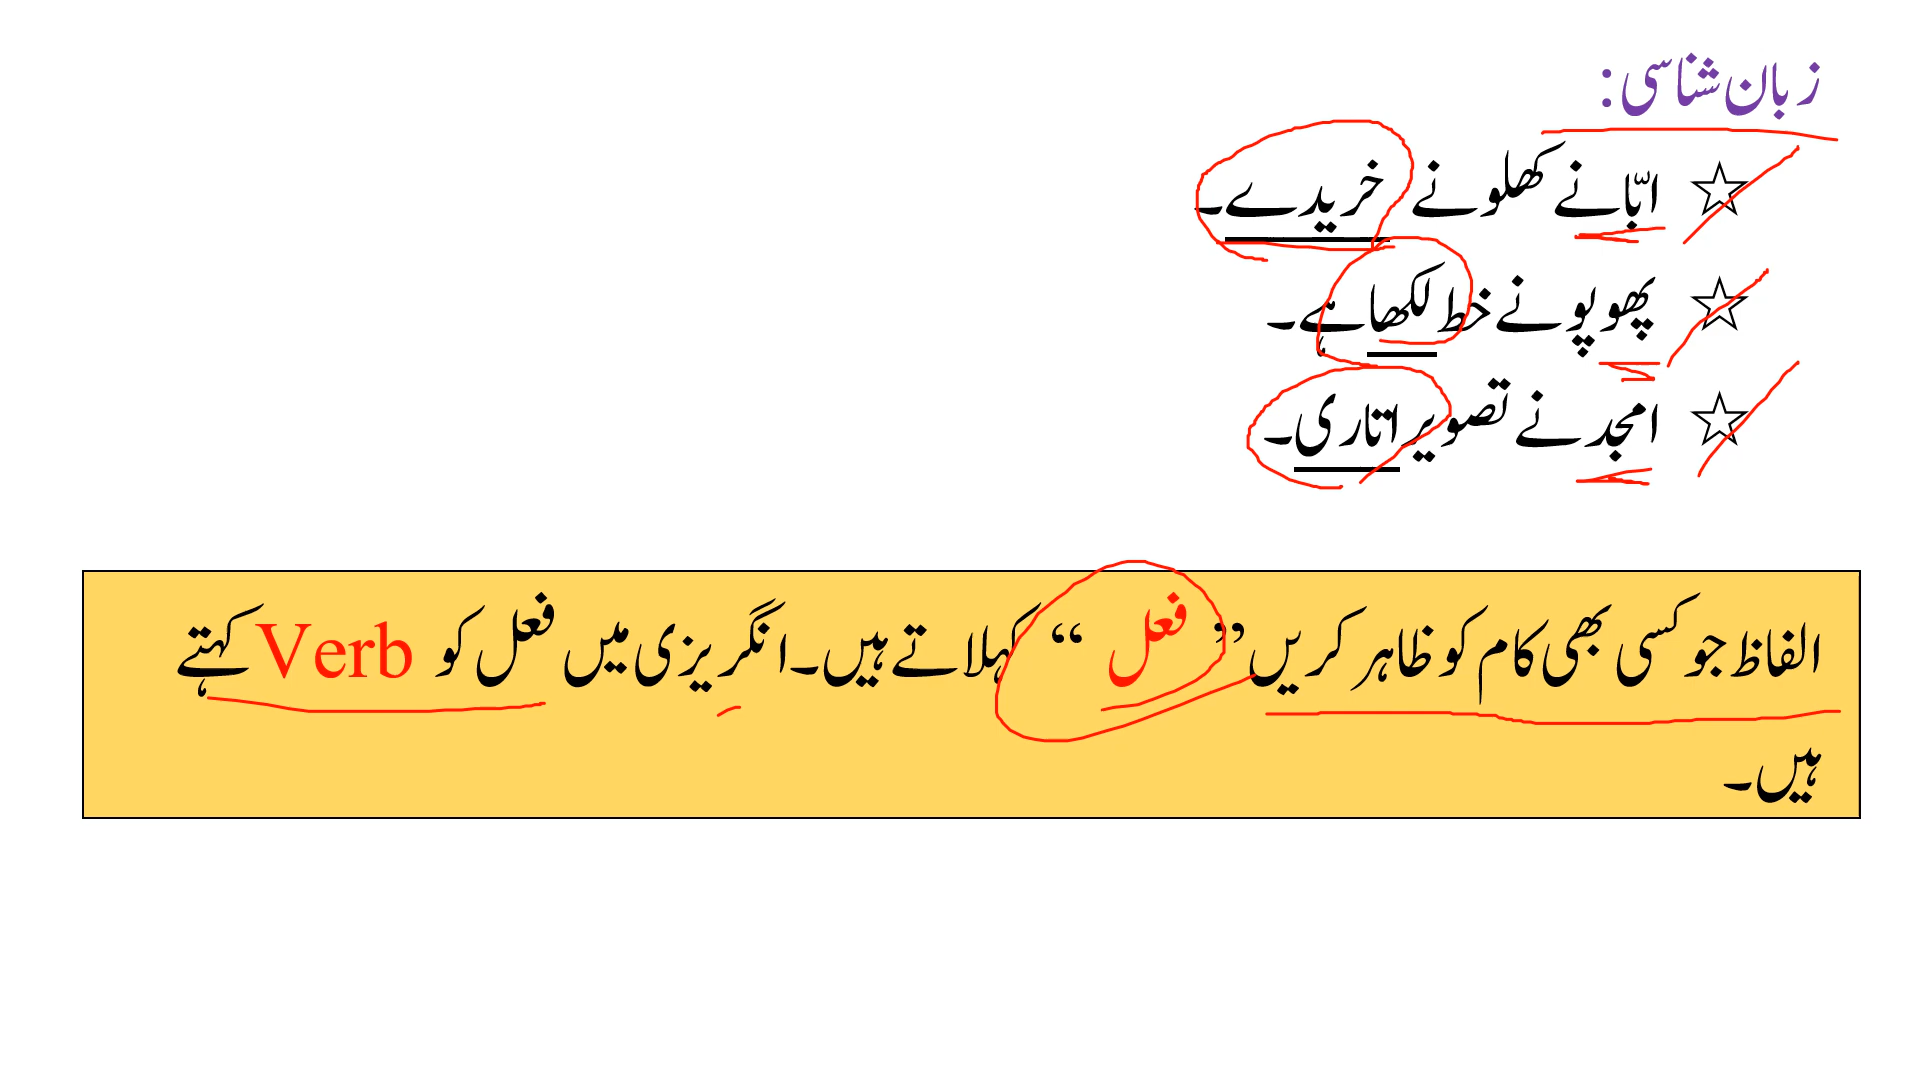 زبان شناسی:
☆ ابّا نے کھلونے خریدے۔
☆ پھوپو نے خط لکھا ہے۔
☆ امجد نے تصویر اتاری۔
الفاظ جو کسی بھی کام کو ظاہر کریں ”فعل“ کہلاتے ہیں۔ انگریزی میں فعل کو Verb کہتے
ہیں۔